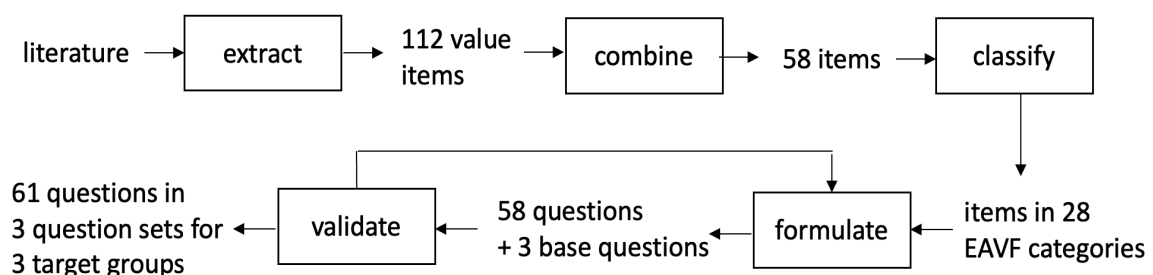 literature
extract
112 value
items
combine
58 items
classify
items in 28
EAVF categories
formulate
58 questions
+ 3 base questions
validate
61 questions in
3 question sets for
3 target groups